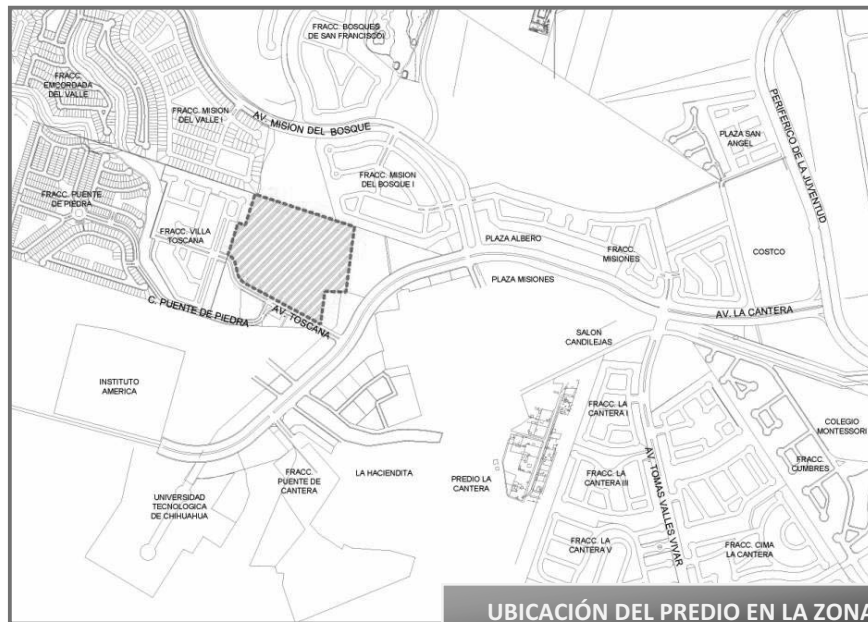 FRACC. BOSQUES
DE SAN FRANCISCO I
FRACC.
EMCORDADA
DEL VALLE
FRACC. MISION
DEL VALLE I
AV. MISION DEL BOSQUE
PERIFERICO DE LA JUVENTUD
PLAZA SAN
ANGEL
FRACC. PUENTE
DE PIEDRA
FRACC. MISION
DEL BOSQUE I
FRACC. VILLA
TOSCANA
PLAZA ALBERO
FRACC.
MISIONES
COSTCO
PLAZA MISIONES
C. PUENTE DE PIEDRA
AV. TOSCANA
AV. LA CANTERA
SALON
CANDILEJAS
INSTITUTO
AMERICA
FRACC. LA
CANTERA I
COLEGIO
MONTESSORI
FRACC.
CUMBRES
FRACC.
PUENTE DE
CANTERA
LA HACIENDITA
PREDIO LA
CANTERA
FRACC. LA
CANTERA III
AV. TOMAS VALLES VIVAR
UNIVERSIDAD
TECNOLOGICA
DE CHIHUAHUA
FRACC. LA
CANTERA V
FRACC. CIMA
LA CANTERA
UBICACIÓN DEL PREDIO EN LA ZONA